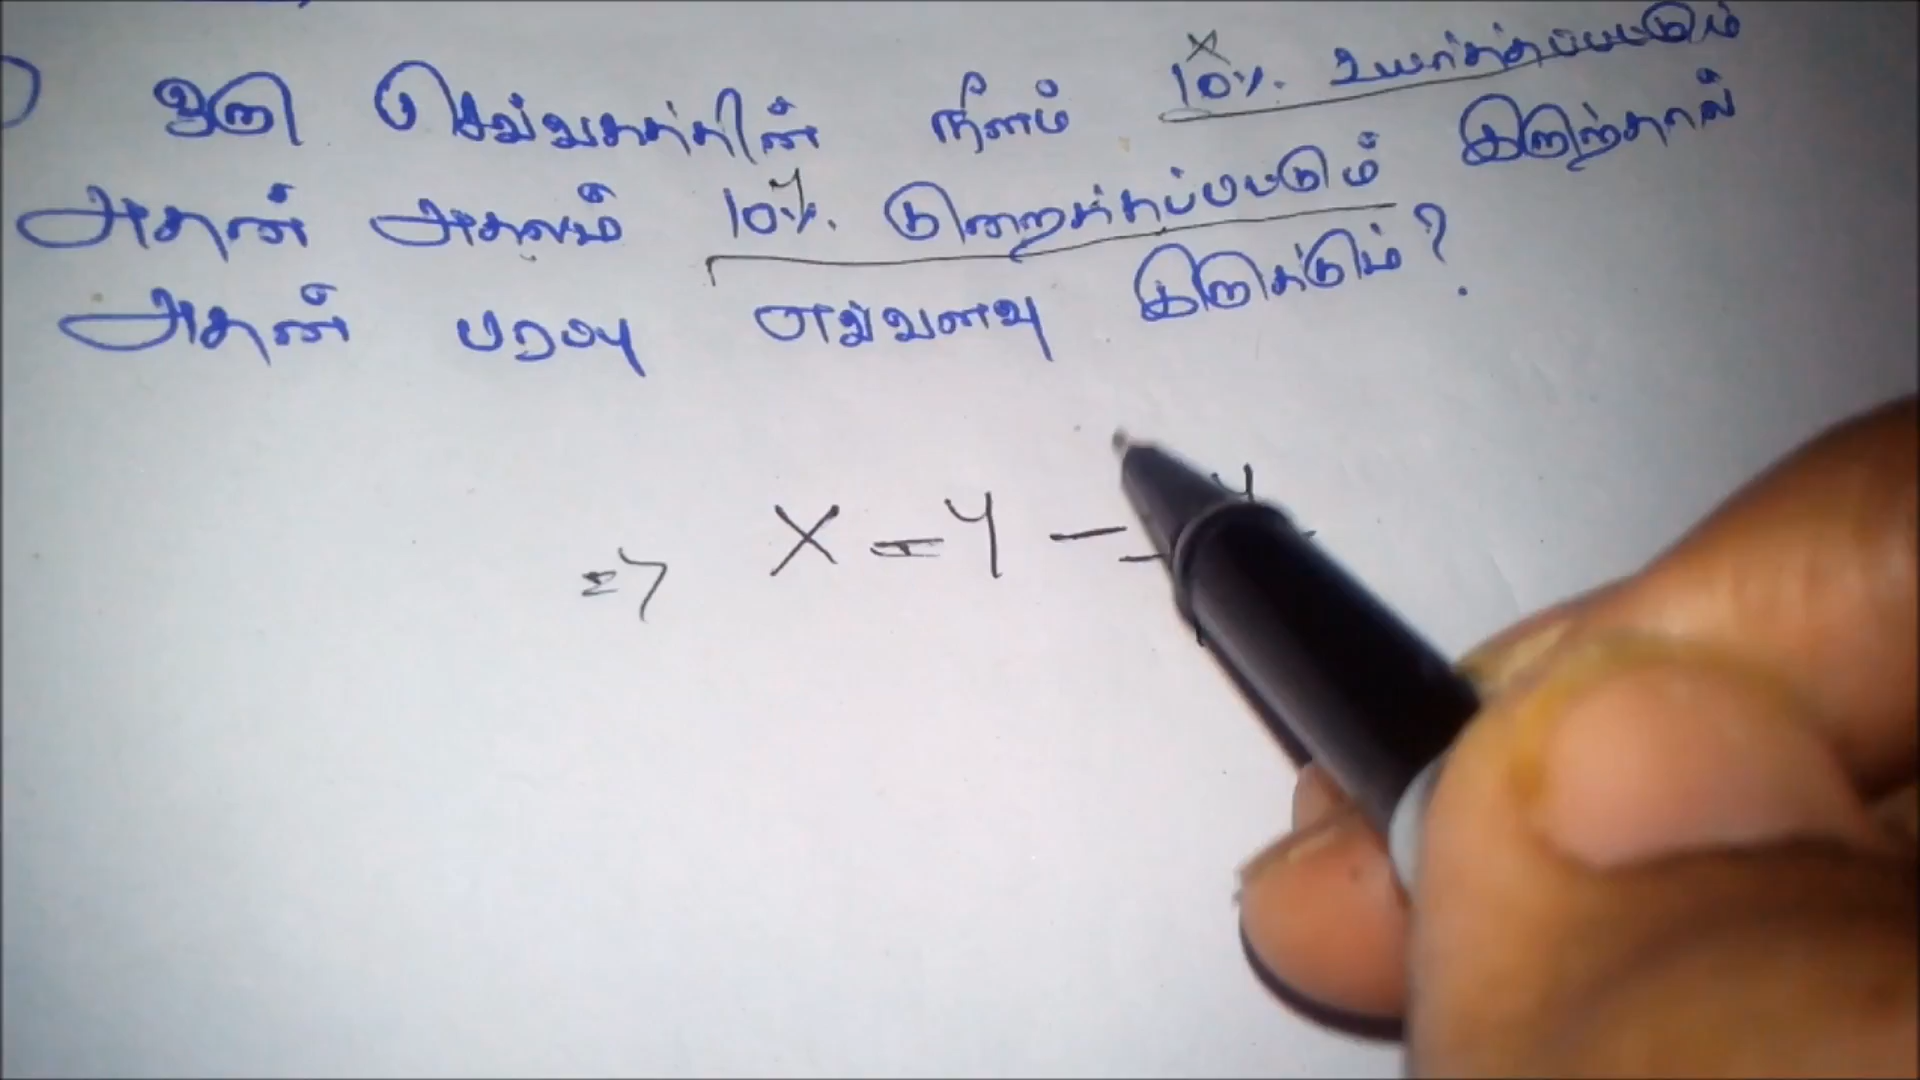 ஒரு செவ்வகத்தின் நீளம் 10%. உயர்த்தப்பட்டும்
x
அதன் அகலம் 10%. குறைக்கப்பட்டும் இருந்தால்
y
அதன் பரப்பு எவ்வளவு இருக்கும்?
=> x = y -